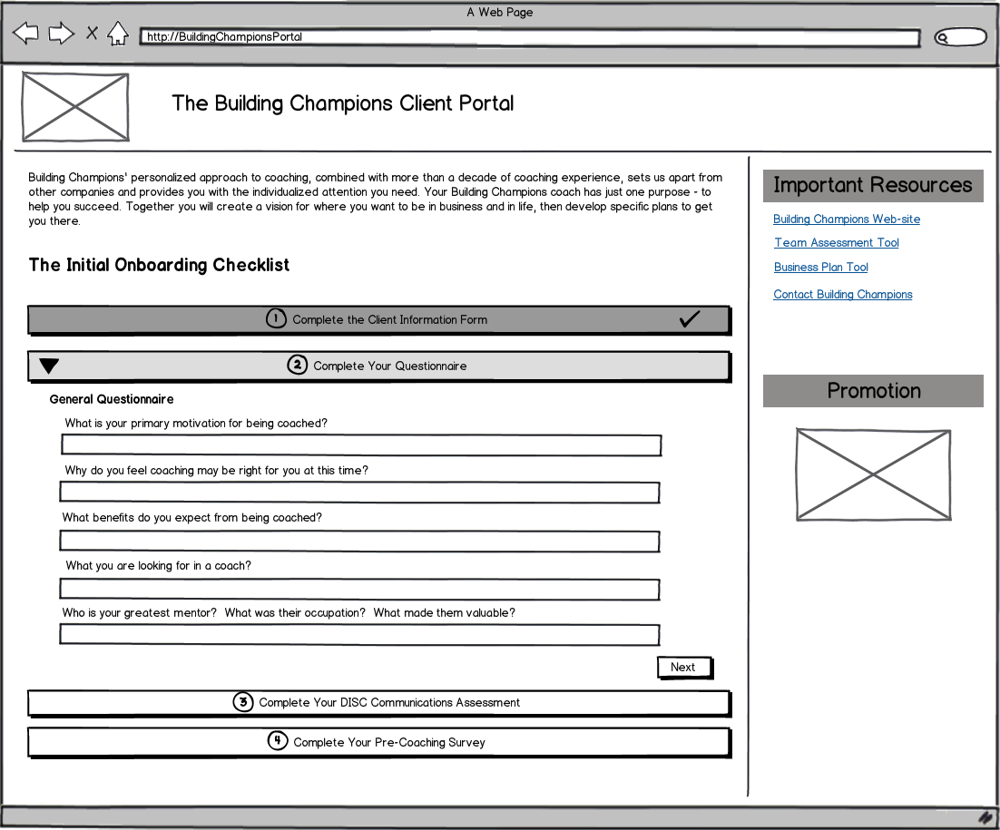 A Web Page
http://BuildingChampionsPortal
The Building Champions Client Portal
Building Champions' personalized approach to coaching, combined with more than a decade of coaching experience, sets us apart from
other companies and provides you with the individualized attention you need. Your Building Champions coach has just one purpose - to
help you succeed. Together you will create a vision for where you want to be in business and in life, then develop specific plans to get
you there.
The Initial Onboarding Checklist
1 Complete the Client Information Form
2 Complete Your Questionnaire
General Questionnaire
What is your primary motivation for being coached?
Why do you feel coaching may be right for you at this time?
What benefits do you expect from being coached?
What you are looking for in a coach?
Who is your greatest mentor? What was their occupation? What made them valuable?
Next
3 Complete Your DISC Communications Assessment
4 Complete Your Pre-Coaching Survey
Important Resources
Building Champions Web-site
Team Assessment Tool
Business Plan Tool
Contact Building Champions
Promotion